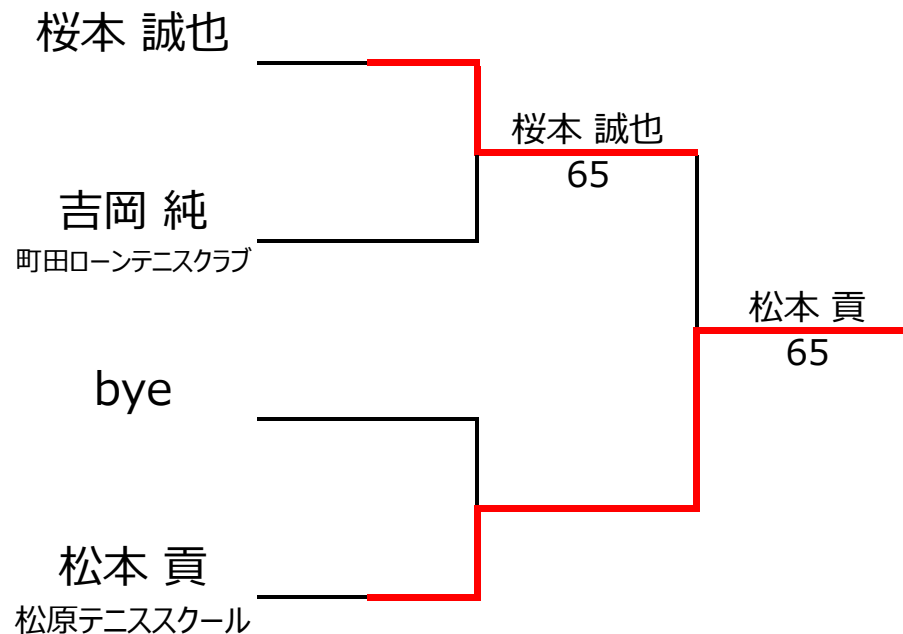 桜本 誠也
桜本 誠也
65
吉岡 純
町田ローンテニスクラブ
松本 貢
65
bye
松本 貢
松原テニススクール